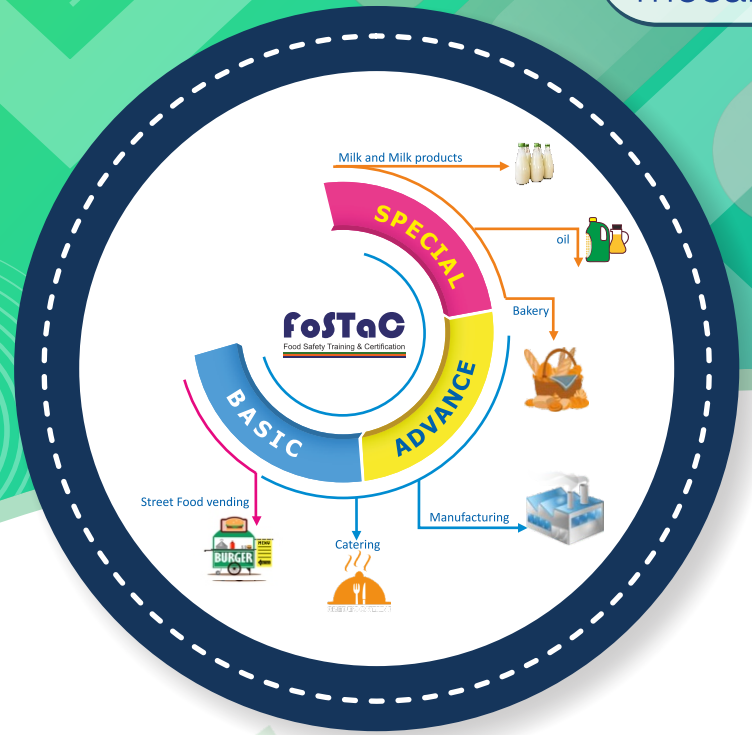 Milk and Milk products
SPECIAL
oil
Bakery
FoSTaC
Food Safety Training & Certification
ADVANCE
BASIC
Street Food vending
Manufacturing
Catering
BURGER
MENU